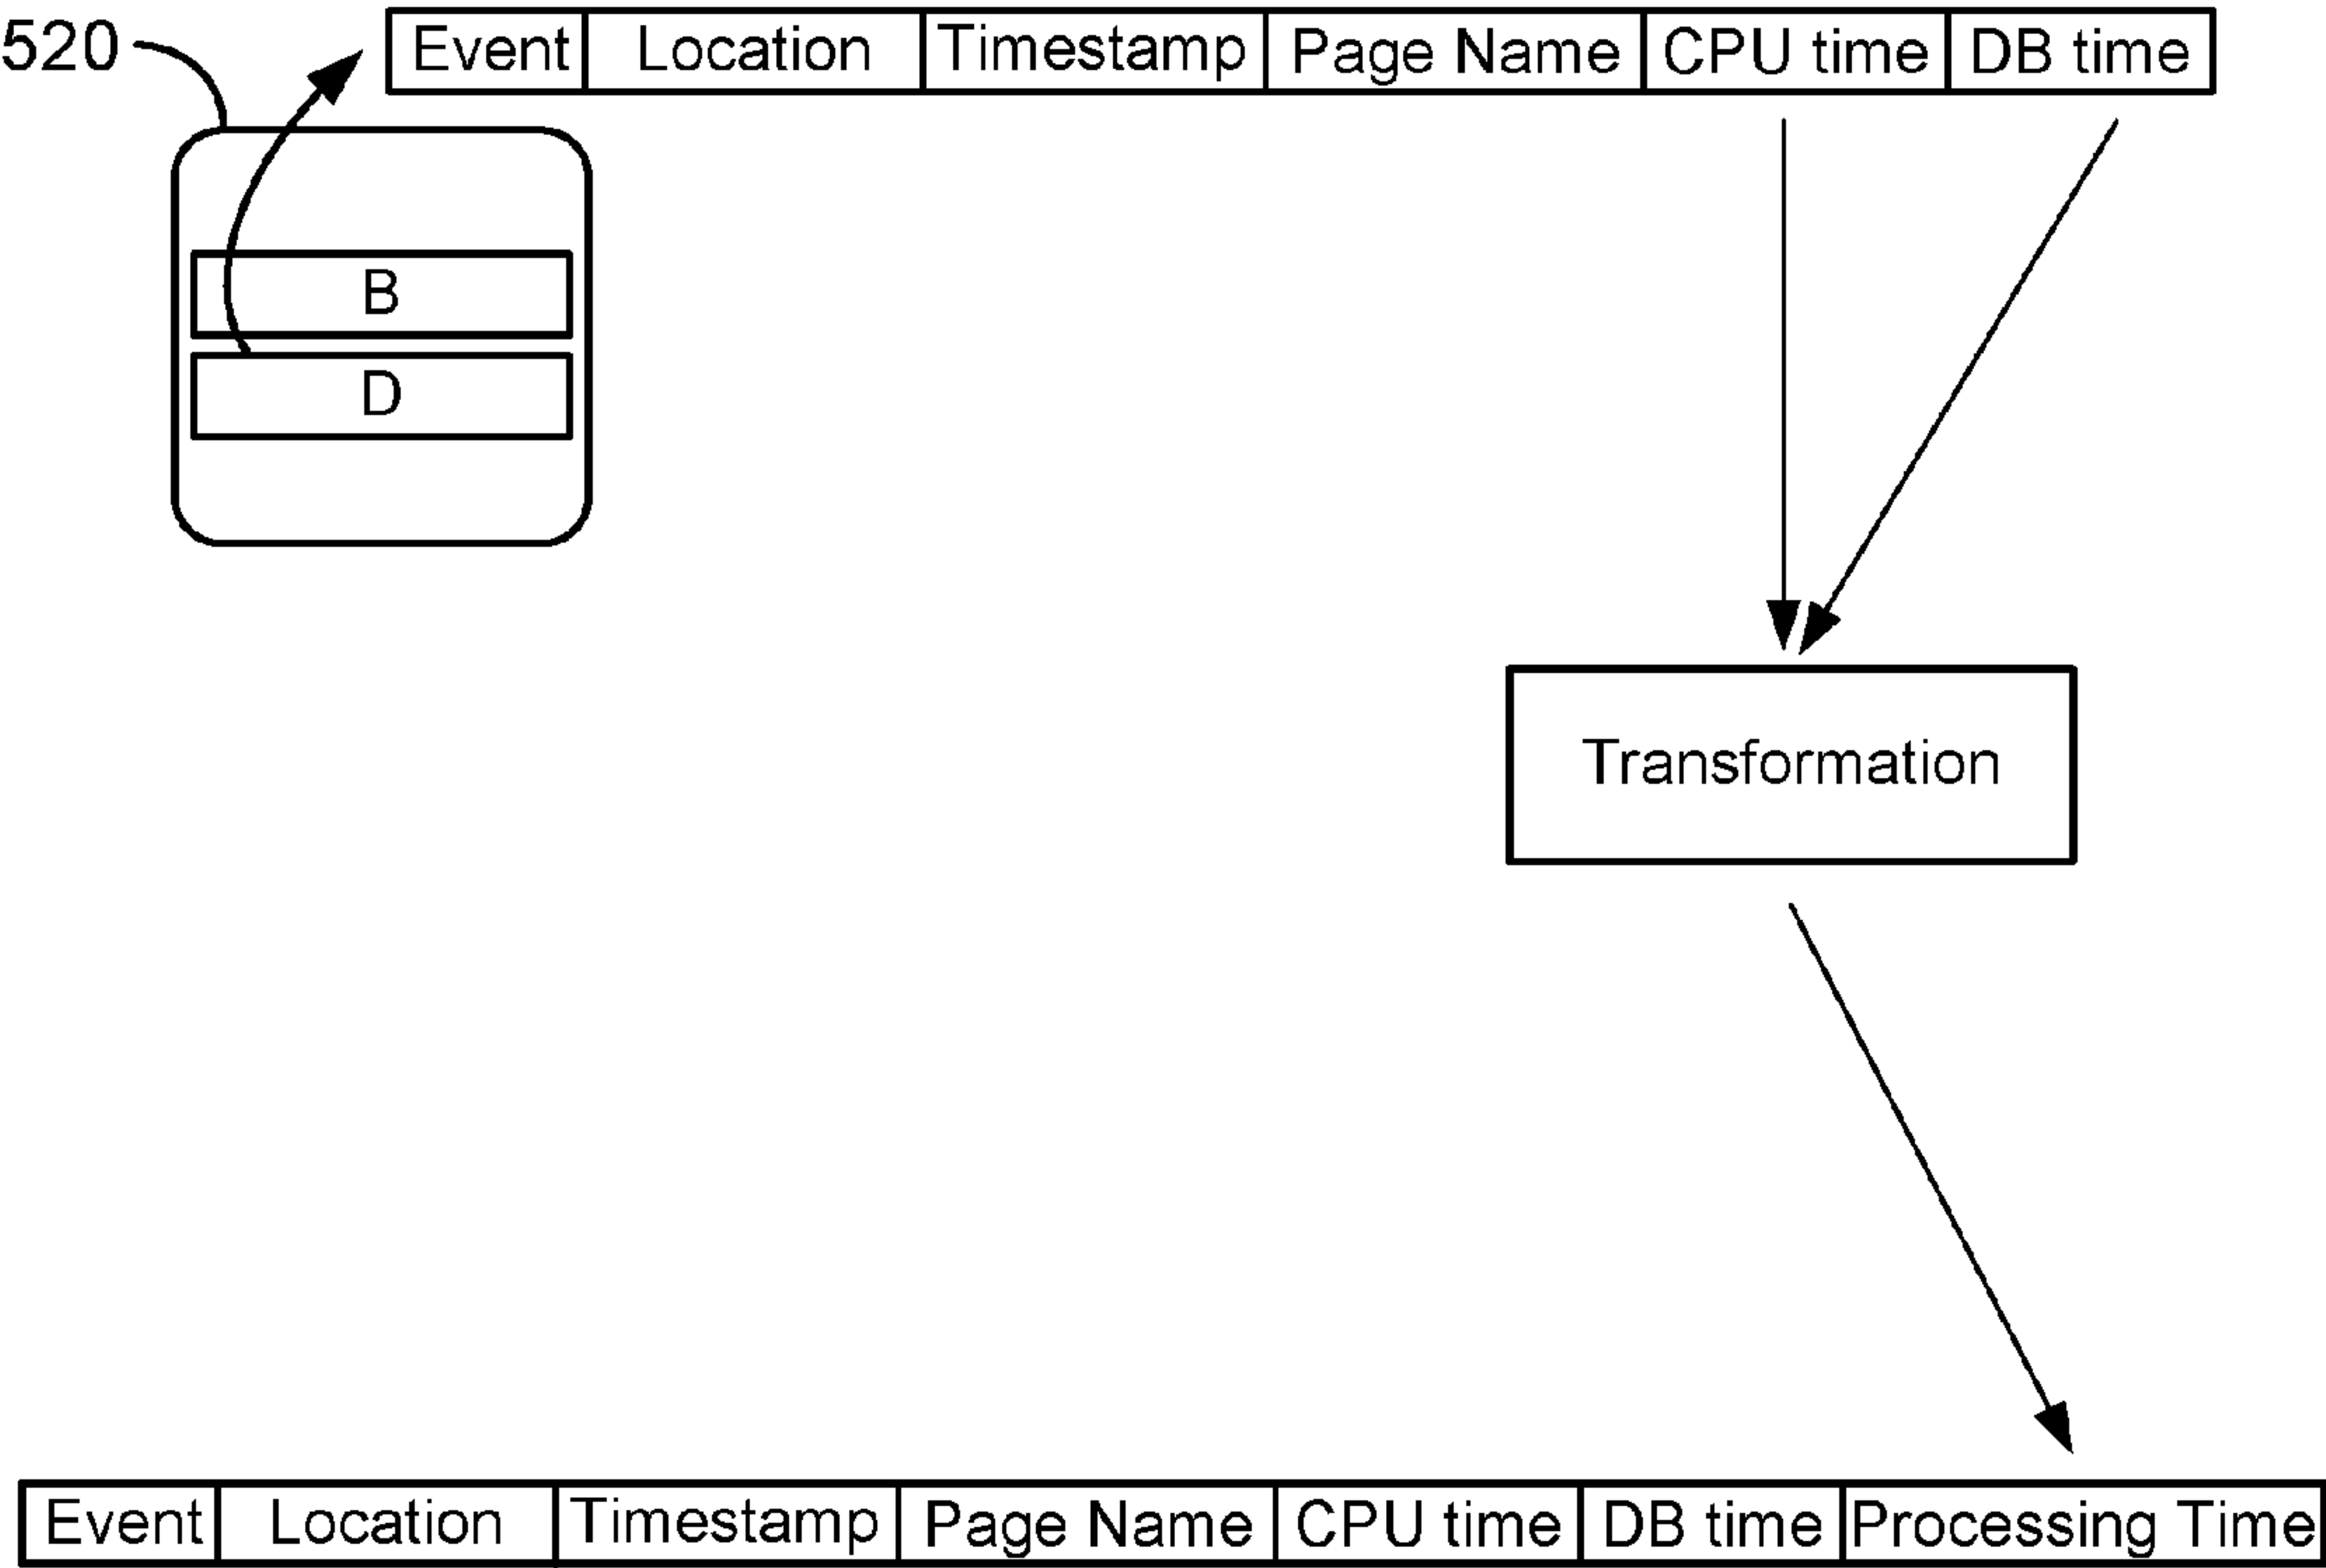 520
Event Location Timestamp Page Name CPU time DB time
B
D
Transformation
Event Location Timestamp Page Name CPU time DB time Processing Time